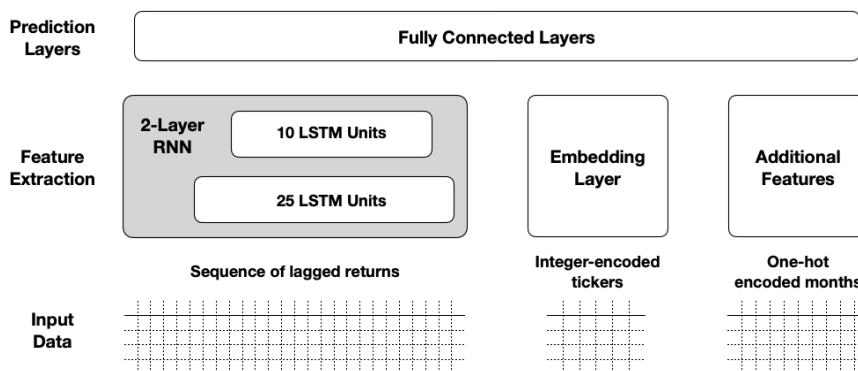 Prediction
Layers
Fully Connected Layers
2-Layer
RNN
10 LSTM Units
25 LSTM Units
Feature
Extraction
Embedding
Layer
Additional
Features
Sequence of lagged returns
Integer-encoded
tickers
One-hot
encoded months
Input
Data